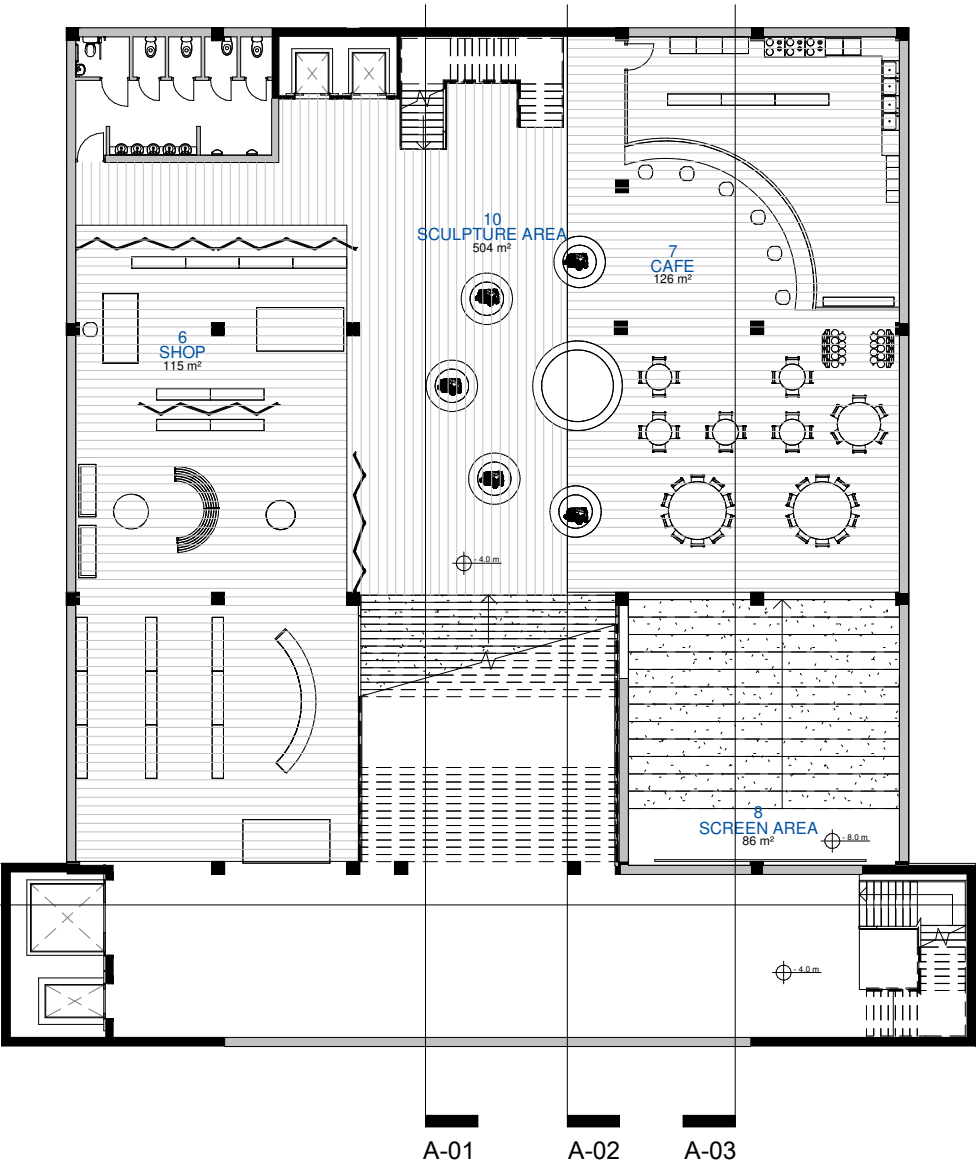 10
SCULPTURE AREA
504 m²
7
CAFE
126 m²
6
SHOP
115 m²
- 4.0 m
8
SCREEN AREA
86 m²
- 8.0 m
- 4.0 m
A-01
A-02
A-03